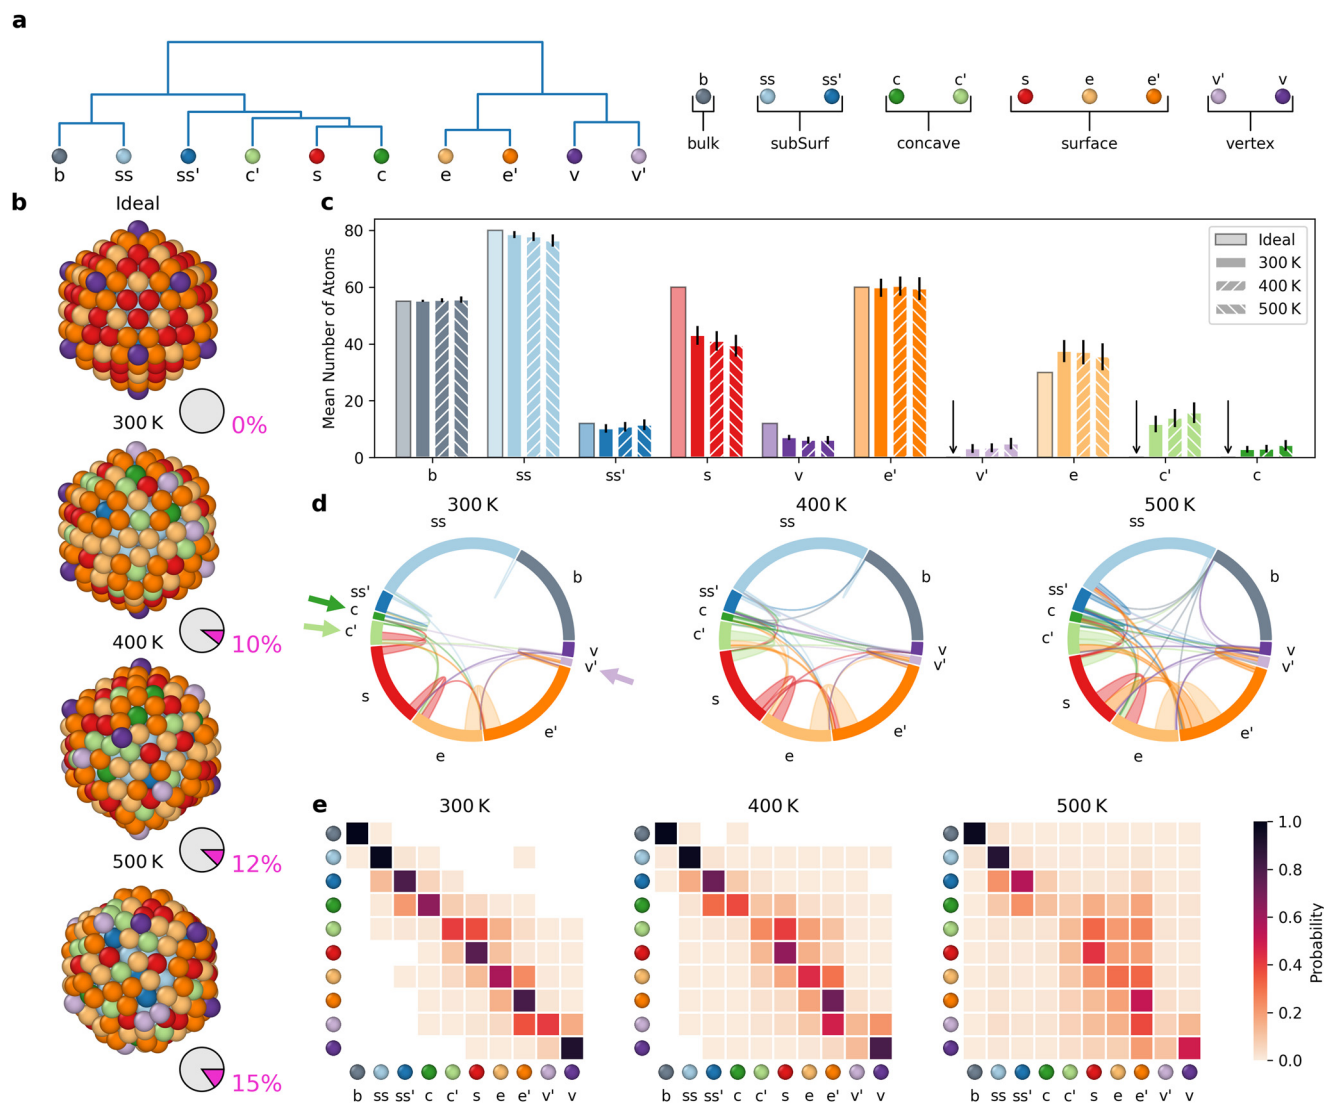 a
b ss ss' c' s c e e' v v'
b ss ss' c c' s e e' v' v
bulk subSurf concave surface vertex
b
Ideal
0%
300 K
10%
400 K
12%
500 K
15%
c
Mean Number of Atoms
80
60
40
20
0
b ss ss' s v e' v' e c' c
Ideal
300 K
400 K
500 K
d
300 K
ss
b
ss'
c
c'
v
v'
s
e'
e
400 K
ss
b
ss'
c
c'
v
v'
s
e'
e
500 K
ss
b
ss'
c
c'
v
v'
s
e'
e
e
300 K
b ss ss' c c' s e e' v' v
400 K
b ss ss' c c' s e e' v' v
500 K
b ss ss' c c' s e e' v' v
1.0
0.8
0.6
0.4
0.2
0.0
Probability